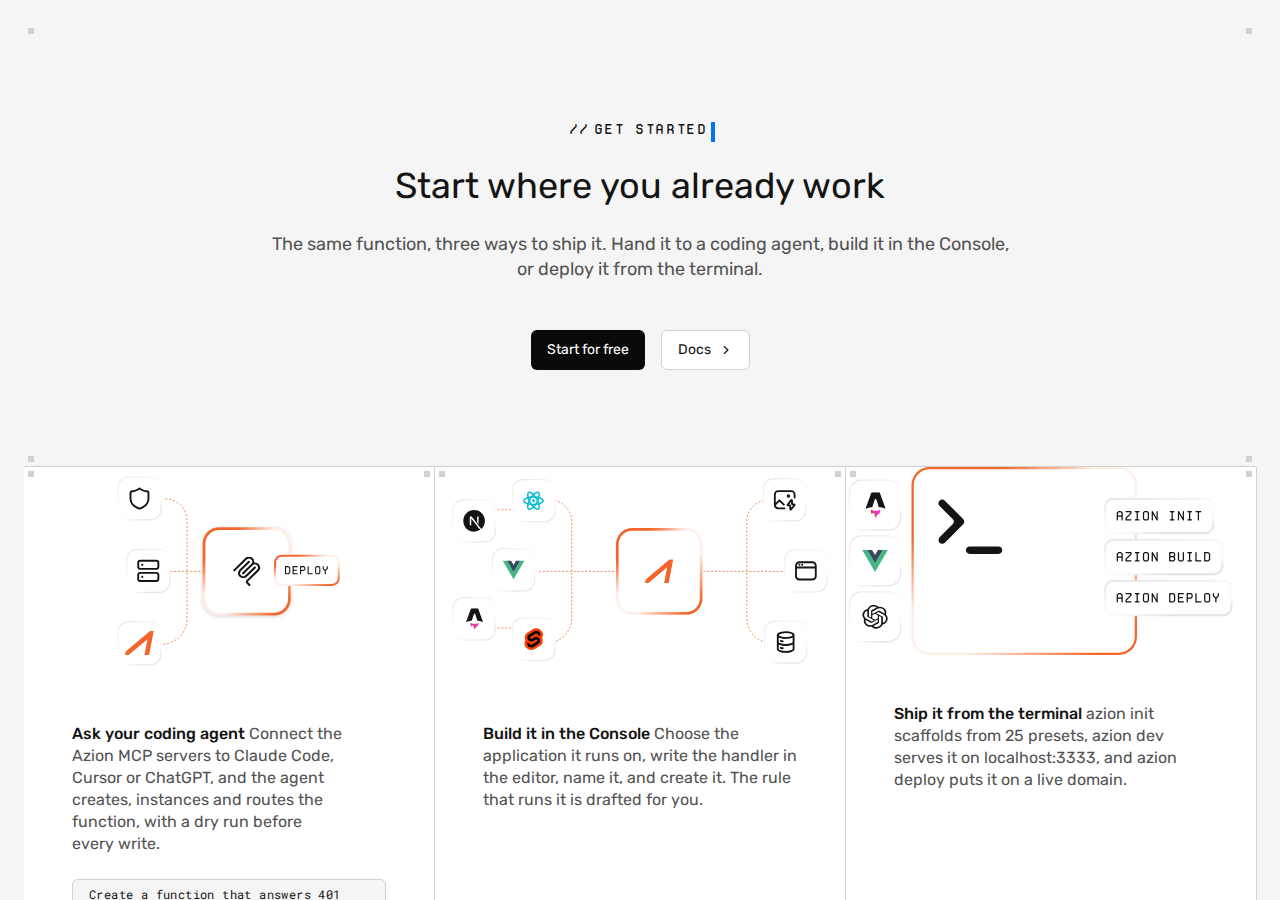 // GET STARTED
Start where you already work
The same function, three ways to ship it. Hand it to a coding agent, build it in the Console,
or deploy it from the terminal.
Start for free
Docs
DEPLOY
AZION INIT
AZION BUILD
AZION DEPLOY
Ask your coding agent Connect the
Azion MCP servers to Claude Code,
Cursor or ChatGPT, and the agent
creates, instances and routes the
function, with a dry run before
every write.
Create a function that answers 401
Build it in the Console Choose the
application it runs on, write the handler in
the editor, name it, and create it. The rule
that runs it is drafted for you.
Ship it from the terminal azion init
scaffolds from 25 presets, azion dev
serves it on localhost:3333, and azion
deploy puts it on a live domain.